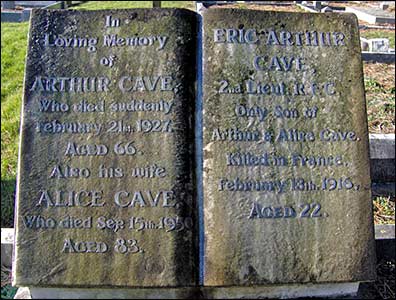 In
Loving Memory
of
ARTHUR CAVE,
Who died suddenly
February 21st. 1927.
AGED 66.
Also his wife
ALICE CAVE,
Who died Sep. 15th. 1950
AGED 83.
ERIC ARTHUR
CAVE,
2nd Lieut. R.F.C.
Only Son of
Arthur & Alice Cave.
Killed in France,
February 13th. 1916,
AGED 22.